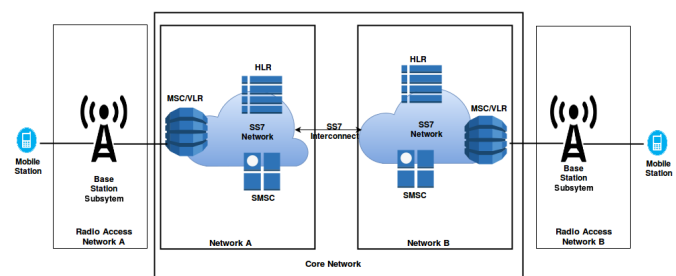 HLR
MSC/VLR
SS7
Network
SMSC
Mobile
Station
Base
Station
Subsytem
Radio Access
Network A
Network A
SS7
Interconnect
HLR
MSC/VLR
SS7
Network
SMSC
Network B
Base
Station
Subsytem
Mobile
Station
Radio Access
Network B
Core Network